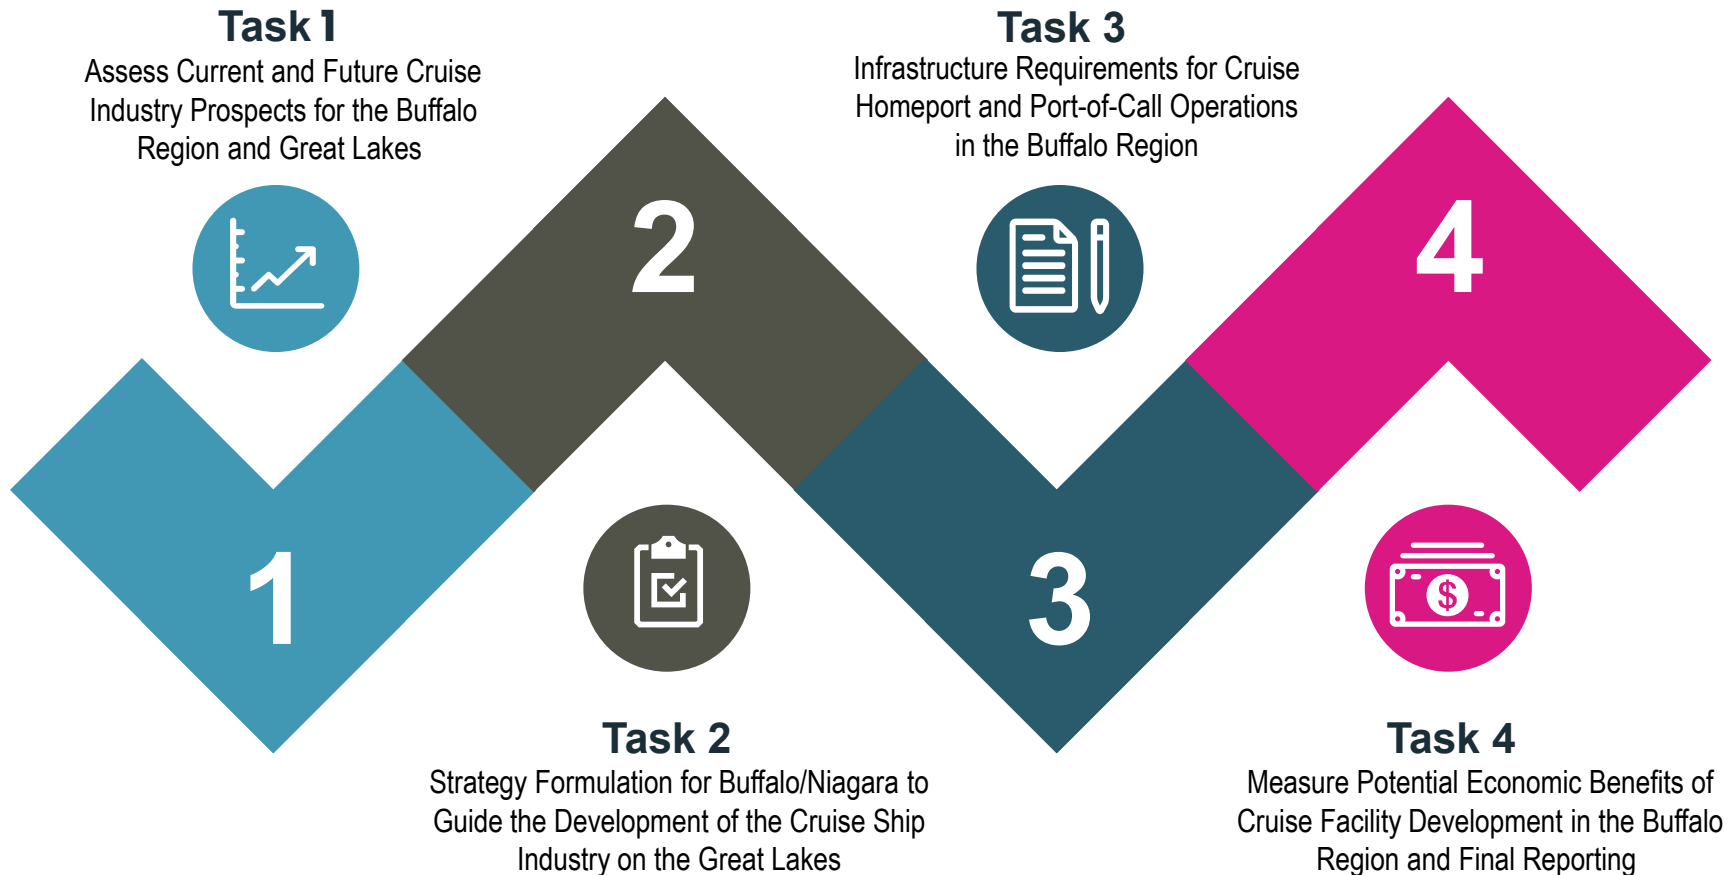 Task 1
Assess Current and Future Cruise
Industry Prospects for the Buffalo
Region and Great Lakes
1
2
Task 2
Strategy Formulation for Buffalo/Niagara to
Guide the Development of the Cruise Ship
Industry on the Great Lakes
Task 3
Infrastructure Requirements for Cruise
Homeport and Port-of-Call Operations
in the Buffalo Region
3
4
$
Task 4
Measure Potential Economic Benefits of
Cruise Facility Development in the Buffalo
Region and Final Reporting